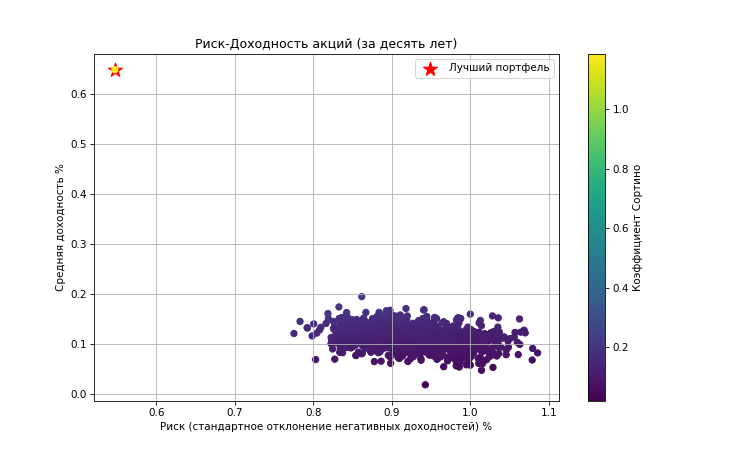 Риск-Доходность акций (за десять лет)
Лучший портфель
Средняя доходность %
0.6
0.5
0.4
0.3
0.2
0.1
0.0
0.6 0.7 0.8 0.9 1.0 1.1
Риск (стандартное отклонение негативных доходностей) %
1.0
0.8
0.6
0.4
0.2
Коэффициент Сортино